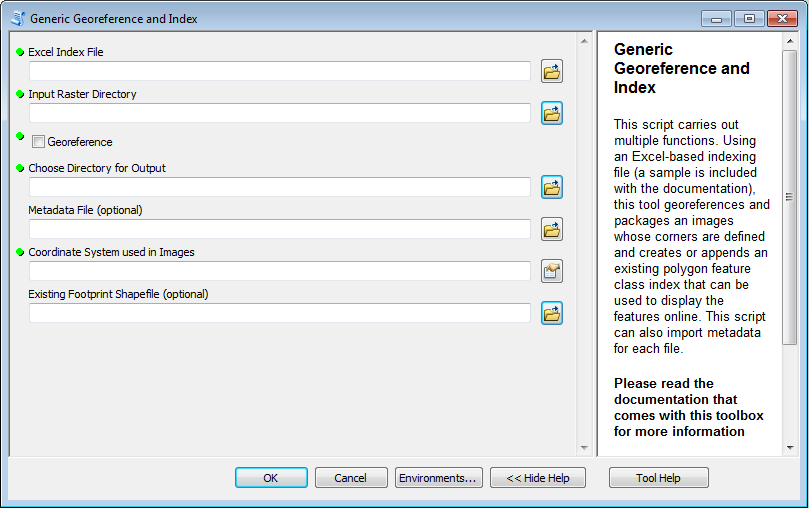 Generic Georeference and Index
Excel Index File
Input Raster Directory
Georeference
Choose Directory for Output
Metadata File (optional)
Coordinate System used in Images
Existing Footprint Shapefile (optional)
Generic
Georeference and
Index
This script carries out
multiple functions. Using
an Excel-based indexing
file (a sample is included
with the documentation),
this tool georeferences and
packages an images
whose corners are defined
and creates or appends an
existing polygon feature
class index that can be
used to display the
features online. This script
can also import metadata
for each file.
Please read the
documentation that
comes with this toolbox
for more information
OK
Cancel
Environments...
<< Hide Help
Tool Help